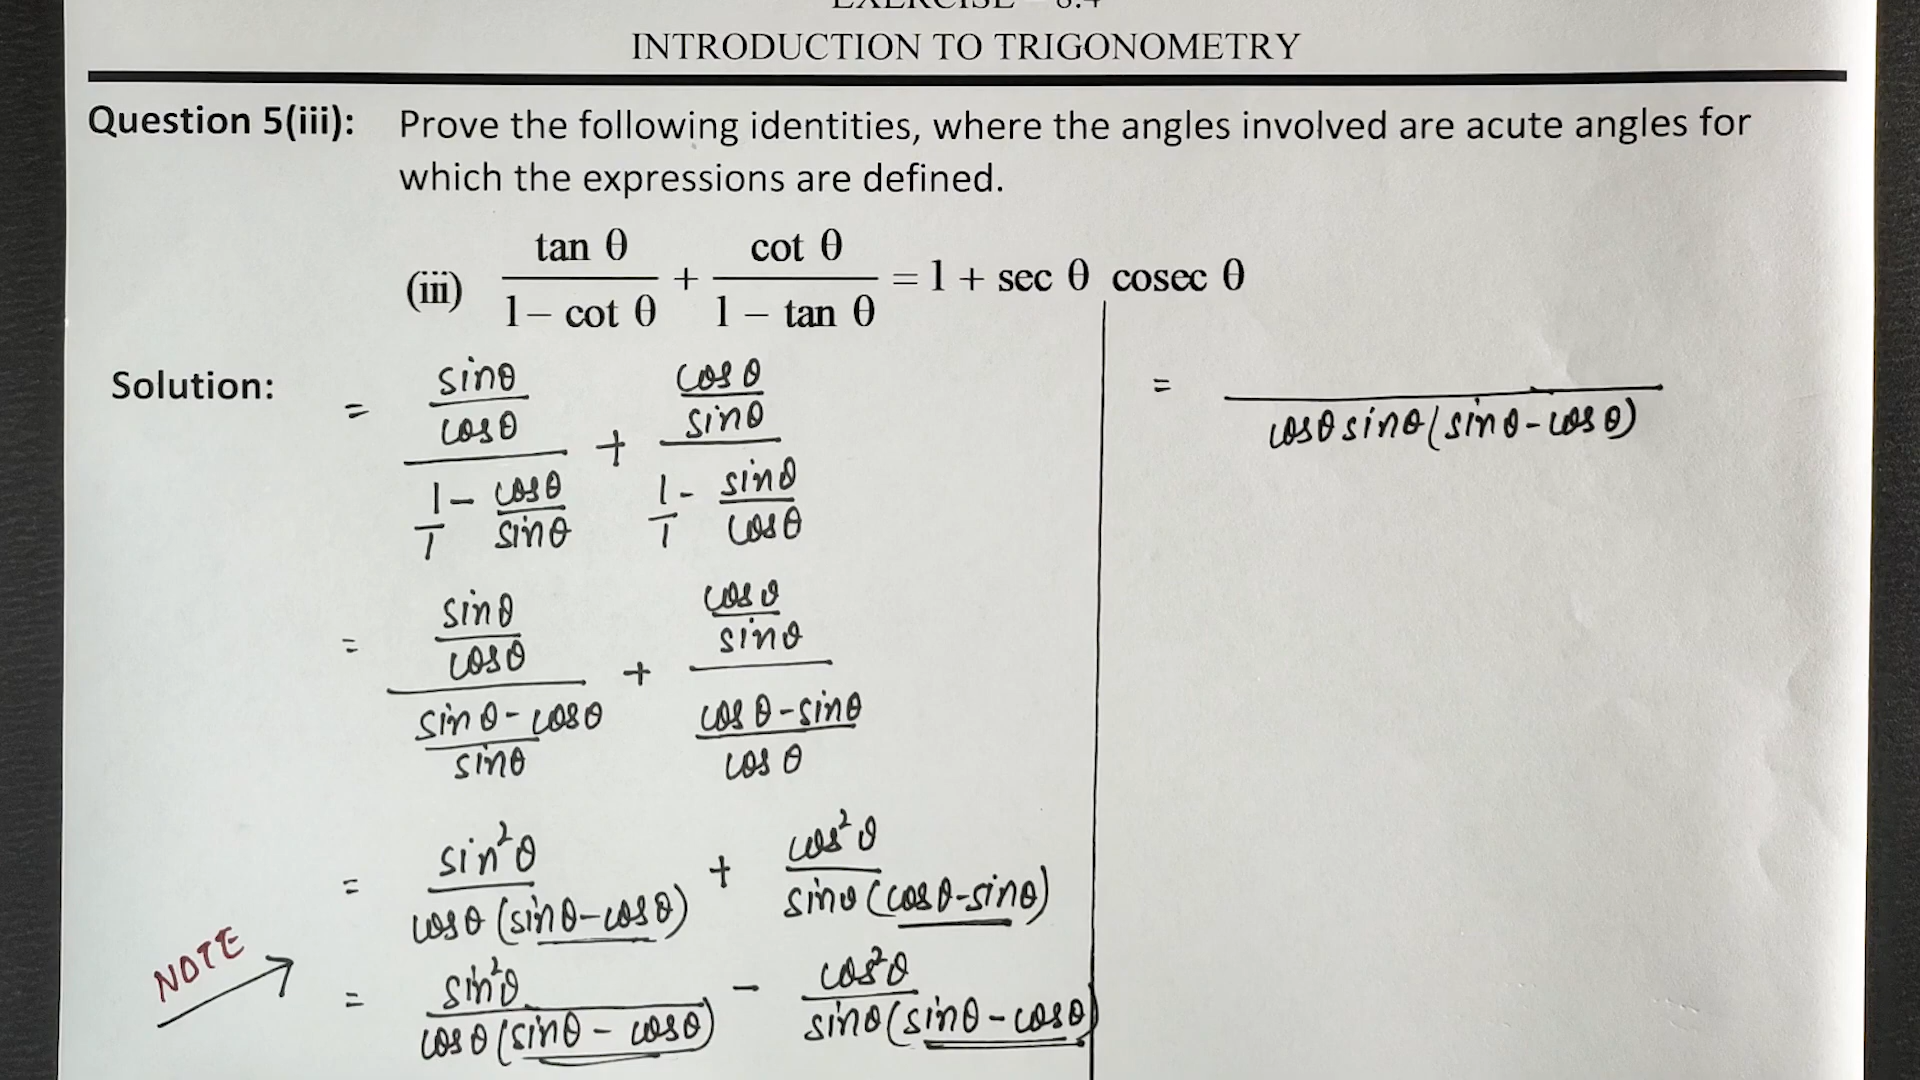 EXERCISE – 8.4
INTRODUCTION TO TRIGONOMETRY
Question 5(iii): Prove the following identities, where the angles involved are acute angles for
which the expressions are defined.
(iii) tan θ / 1 – cot θ + cot θ / 1 – tan θ = 1 + sec θ cosec θ
Solution:
= (sinθ / cosθ) / (1/1 – cosθ / sinθ) + (cosθ / sinθ) / (1/1 - sinθ / cosθ)
= (sinθ / cosθ) / ((sinθ - cosθ) / sinθ) + (cosθ / sinθ) / ((cosθ - sinθ) / cosθ)
= sin²θ / cosθ (sinθ – cosθ) + cos²θ / sinθ (cosθ - sinθ)
NOTE
= sin²θ / cosθ (sinθ – cosθ) - cos²θ / sinθ (sinθ – cosθ)
= / cosθ sinθ (sinθ - cosθ)